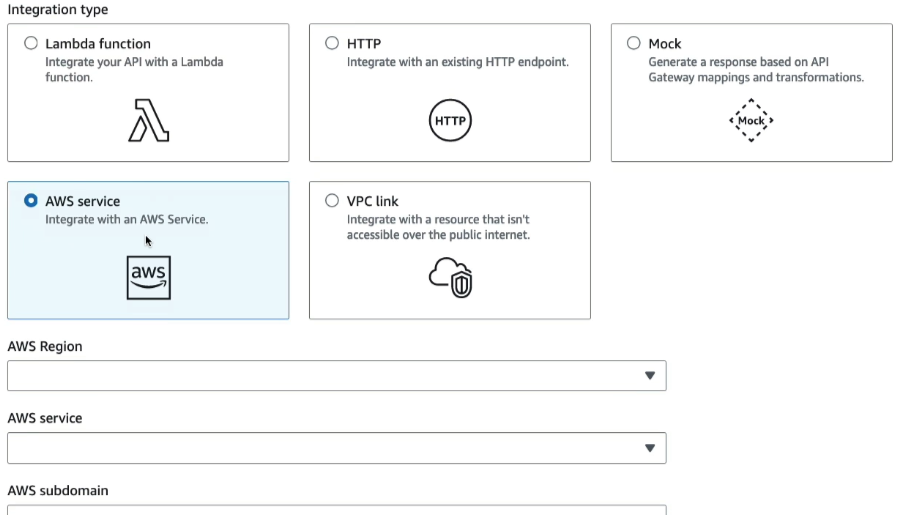 Integration type
Lambda function
Integrate your API with a Lambda
function.
HTTP
Integrate with an existing HTTP endpoint.
HTTP
Mock
Generate a response based on API
Gateway mappings and transformations.
Mock
AWS service
Integrate with an AWS Service.
aws
VPC link
Integrate with a resource that isn't
accessible over the public internet.
AWS Region
AWS service
AWS subdomain